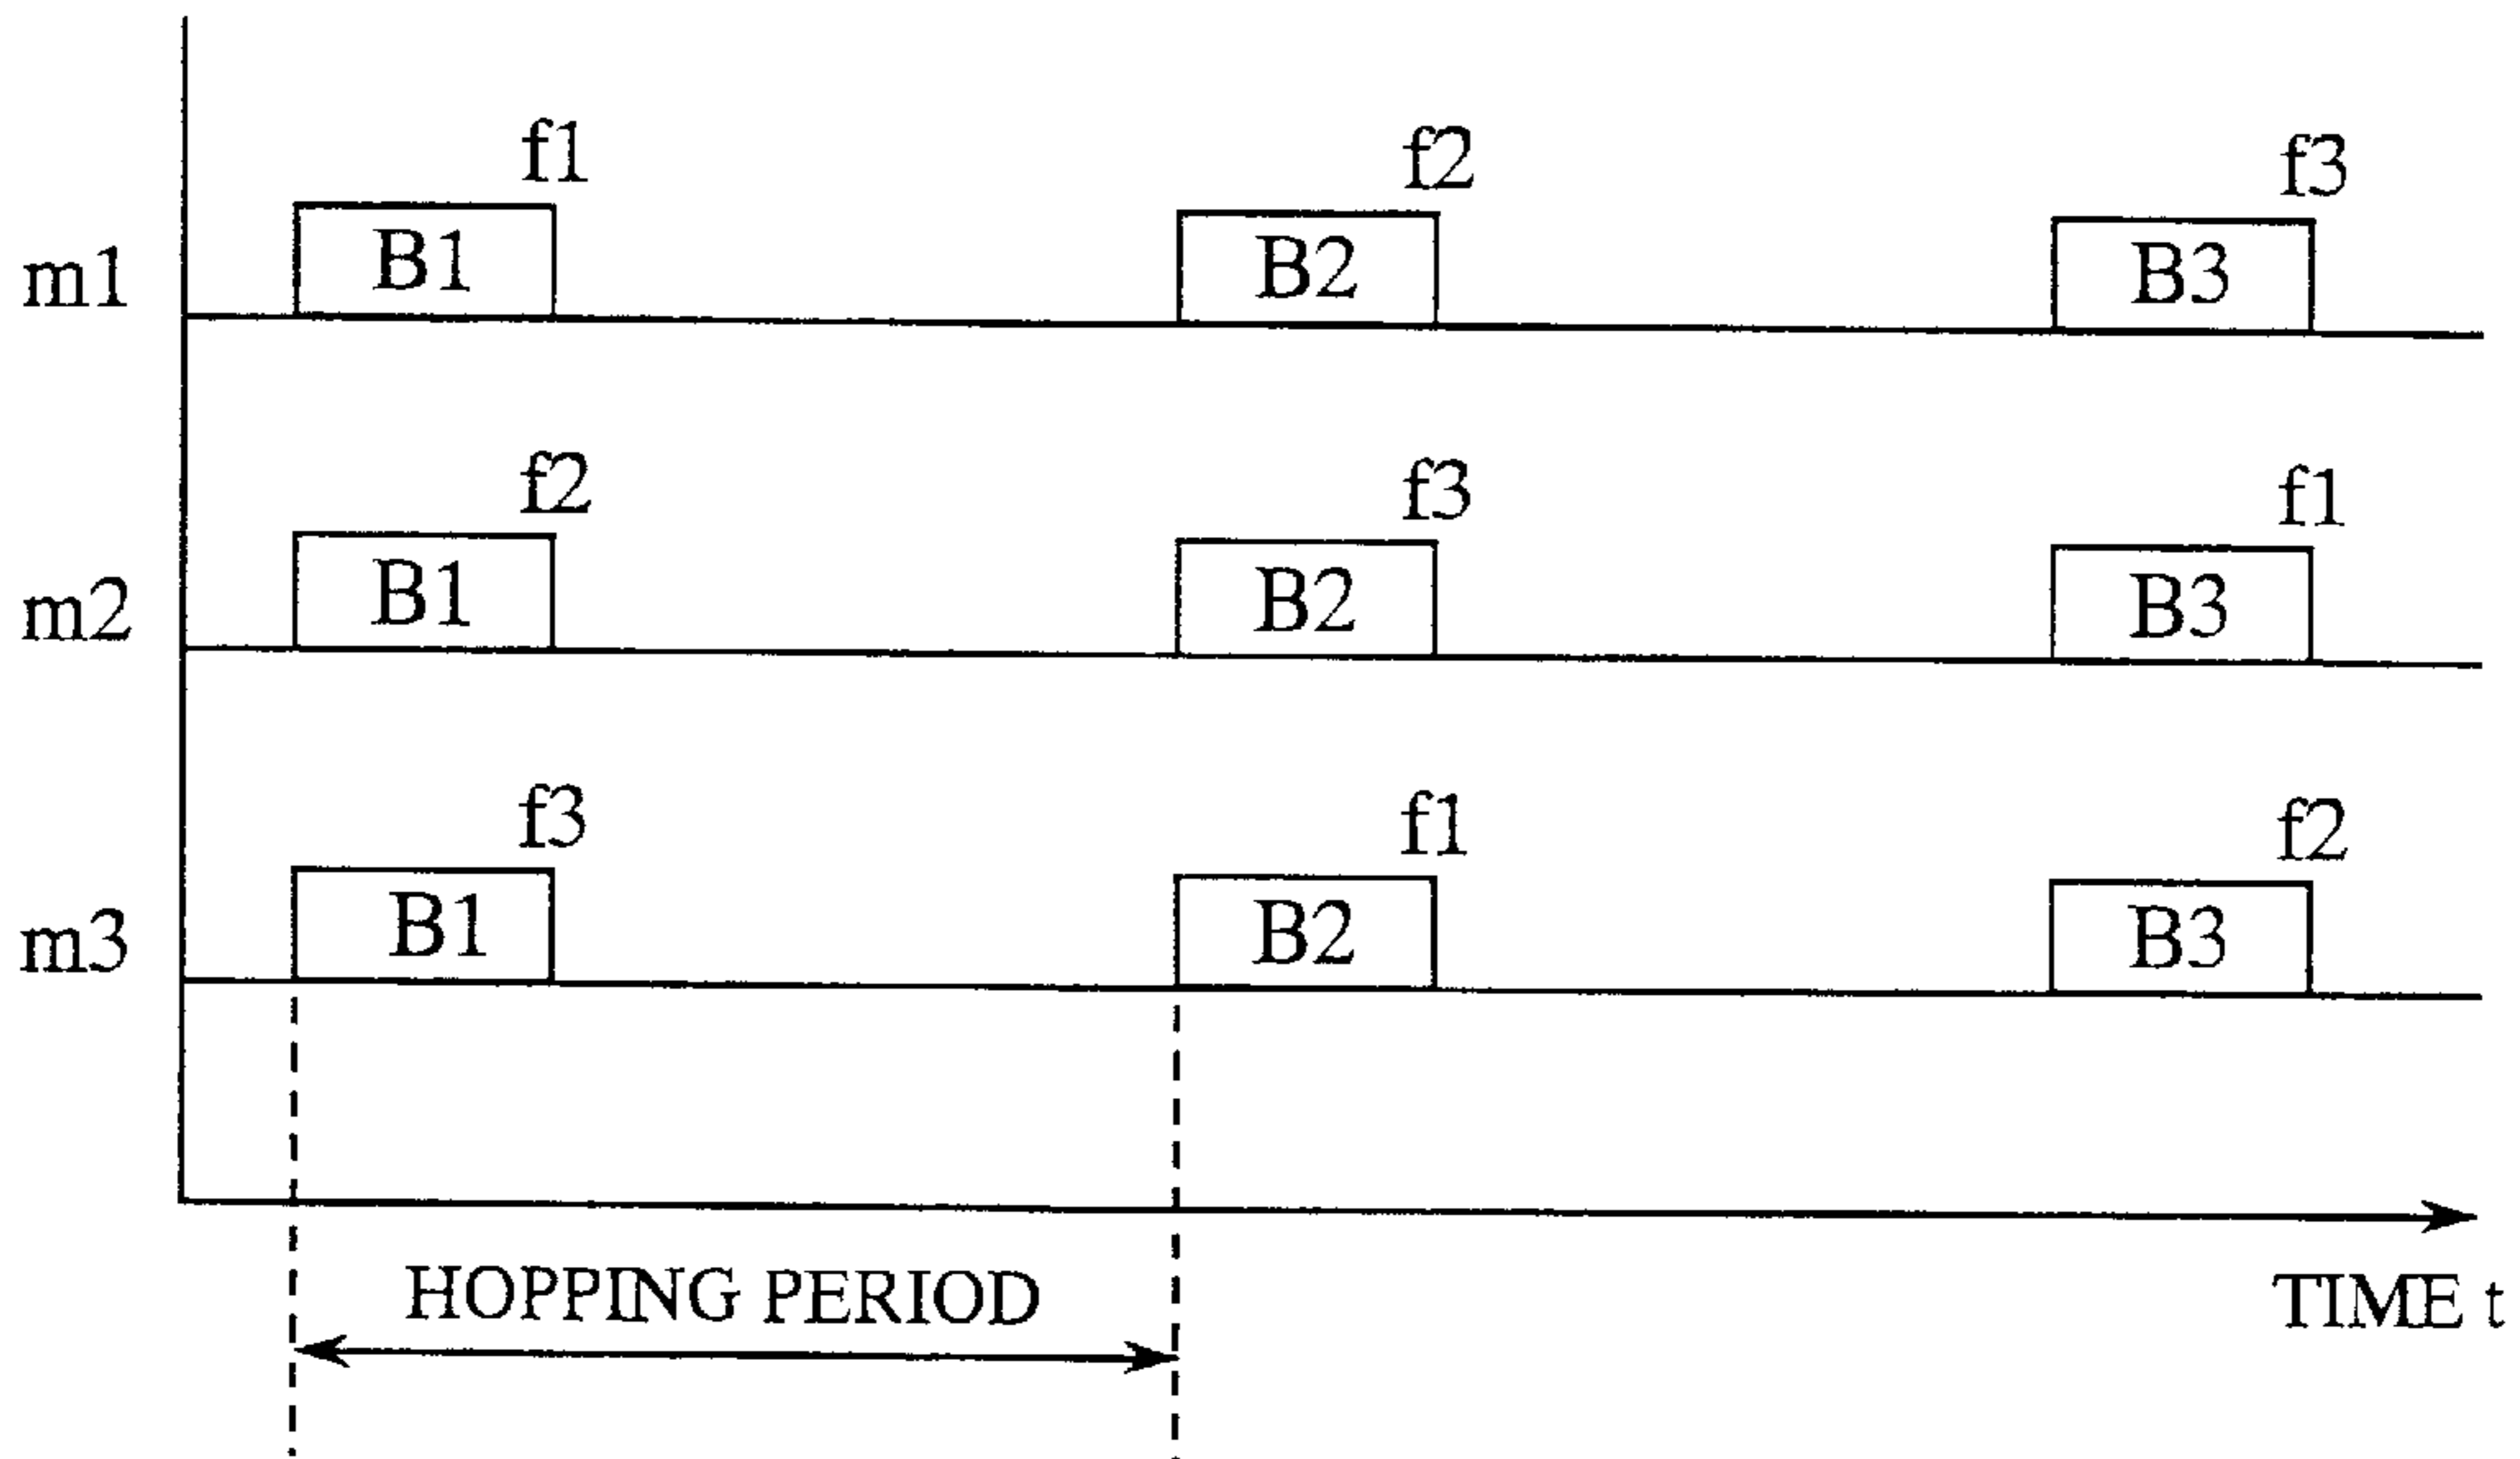 f1 f2 f3
m1 B1 B2 B3
f2 f3 f1
m2 B1 B2 B3
f3 f1 f2
m3 B1 B2 B3
HOPPING PERIOD TIME t